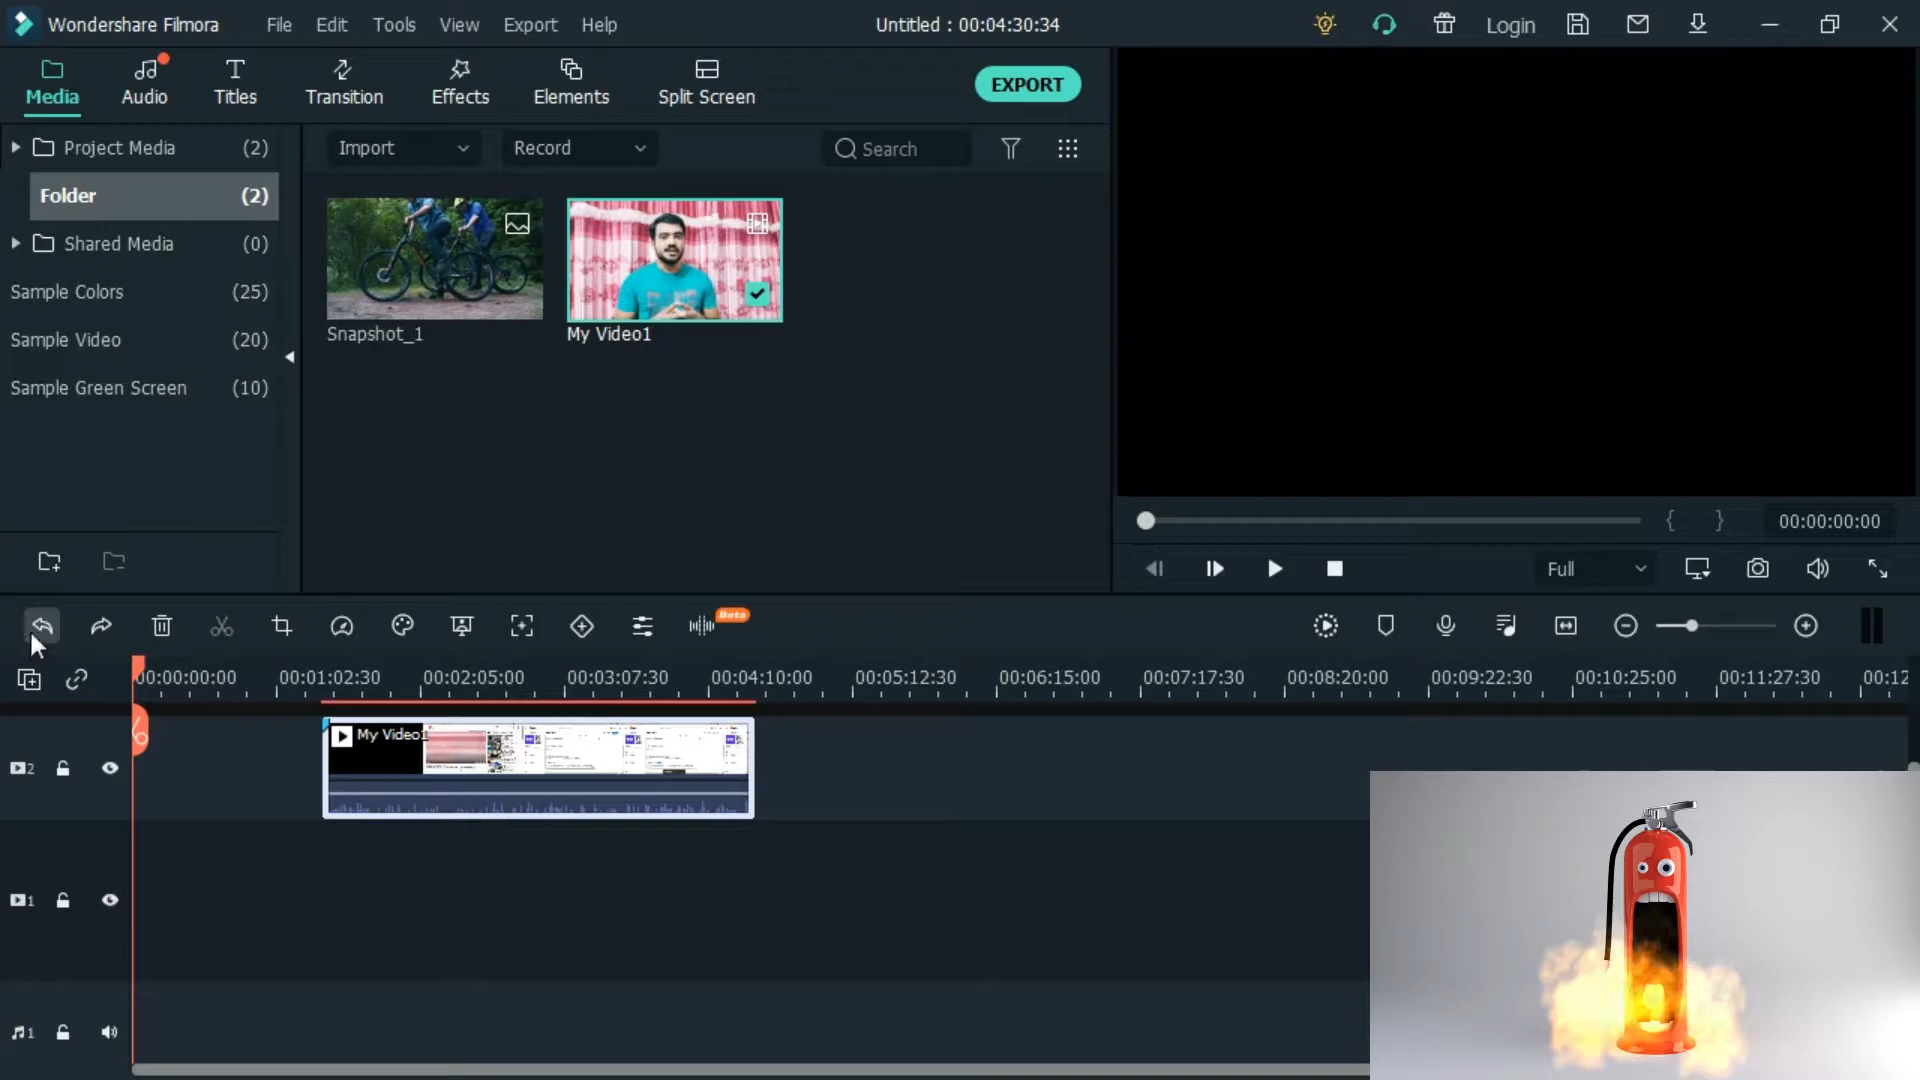 Wondershare Filmora File Edit Tools View Export Help Untitled : 00:04:30:34 Login
Media Audio Titles Transition Effects Elements Split Screen EXPORT
Project Media (2) Import Record Search
Folder (2)
Shared Media (0)
Sample Colors (25)
Sample Video (20)
Sample Green Screen (10)
Snapshot_1 My Video1
00:00:00:00
Full
Beta
00:00:00:00 00:01:02:30 00:02:05:00 00:03:07:30 00:04:10:00 00:05:12:30 00:06:15:00 00:07:17:30 00:08:20:00 00:09:22:30 00:10:25:00 00:11:27:30 00:12
My Video1
2
1
1